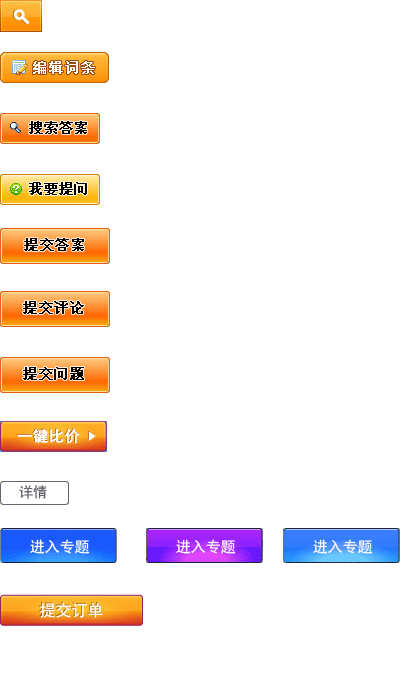 编辑词条
搜索答案
我要提问
提交答案
提交评论
提交问题
一键比价
详情
进入专题 进入专题 进入专题
提交订单